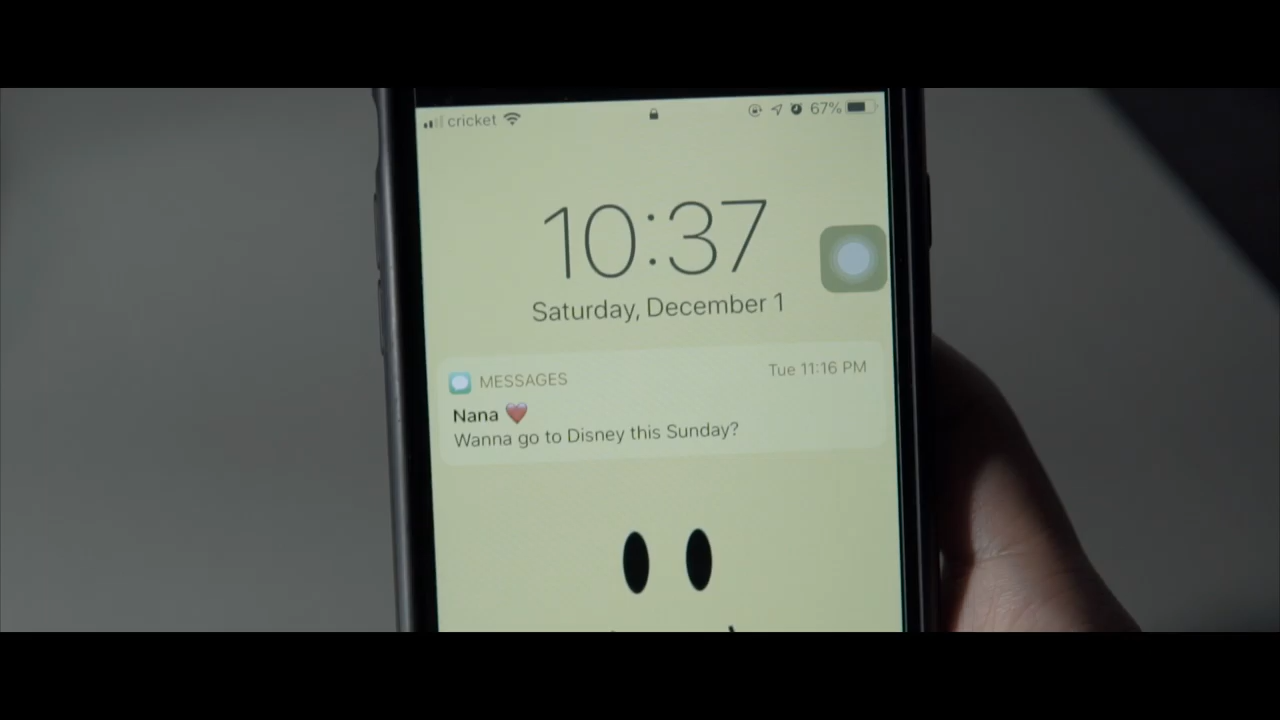 cricket 67%
10:37
Saturday, December 1
MESSAGES Tue 11:16 PM
Nana ❤️
Wanna go to Disney this Sunday?